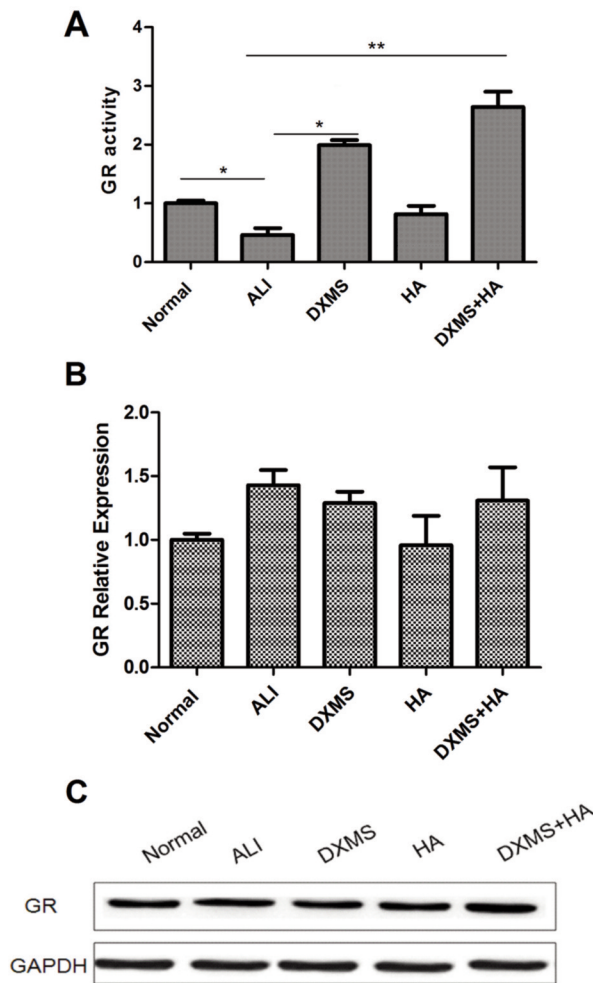 A
GR activity
4
3
2
1
0
*
*
**
Normal
ALI
DXMS
HA
DXMS+HA
B
GR Relative Expression
2.0
1.5
1.0
0.5
0.0
Normal
ALI
DXMS
HA
DXMS+HA
C
Normal
ALI
DXMS
HA
DXMS+HA
GR
GAPDH